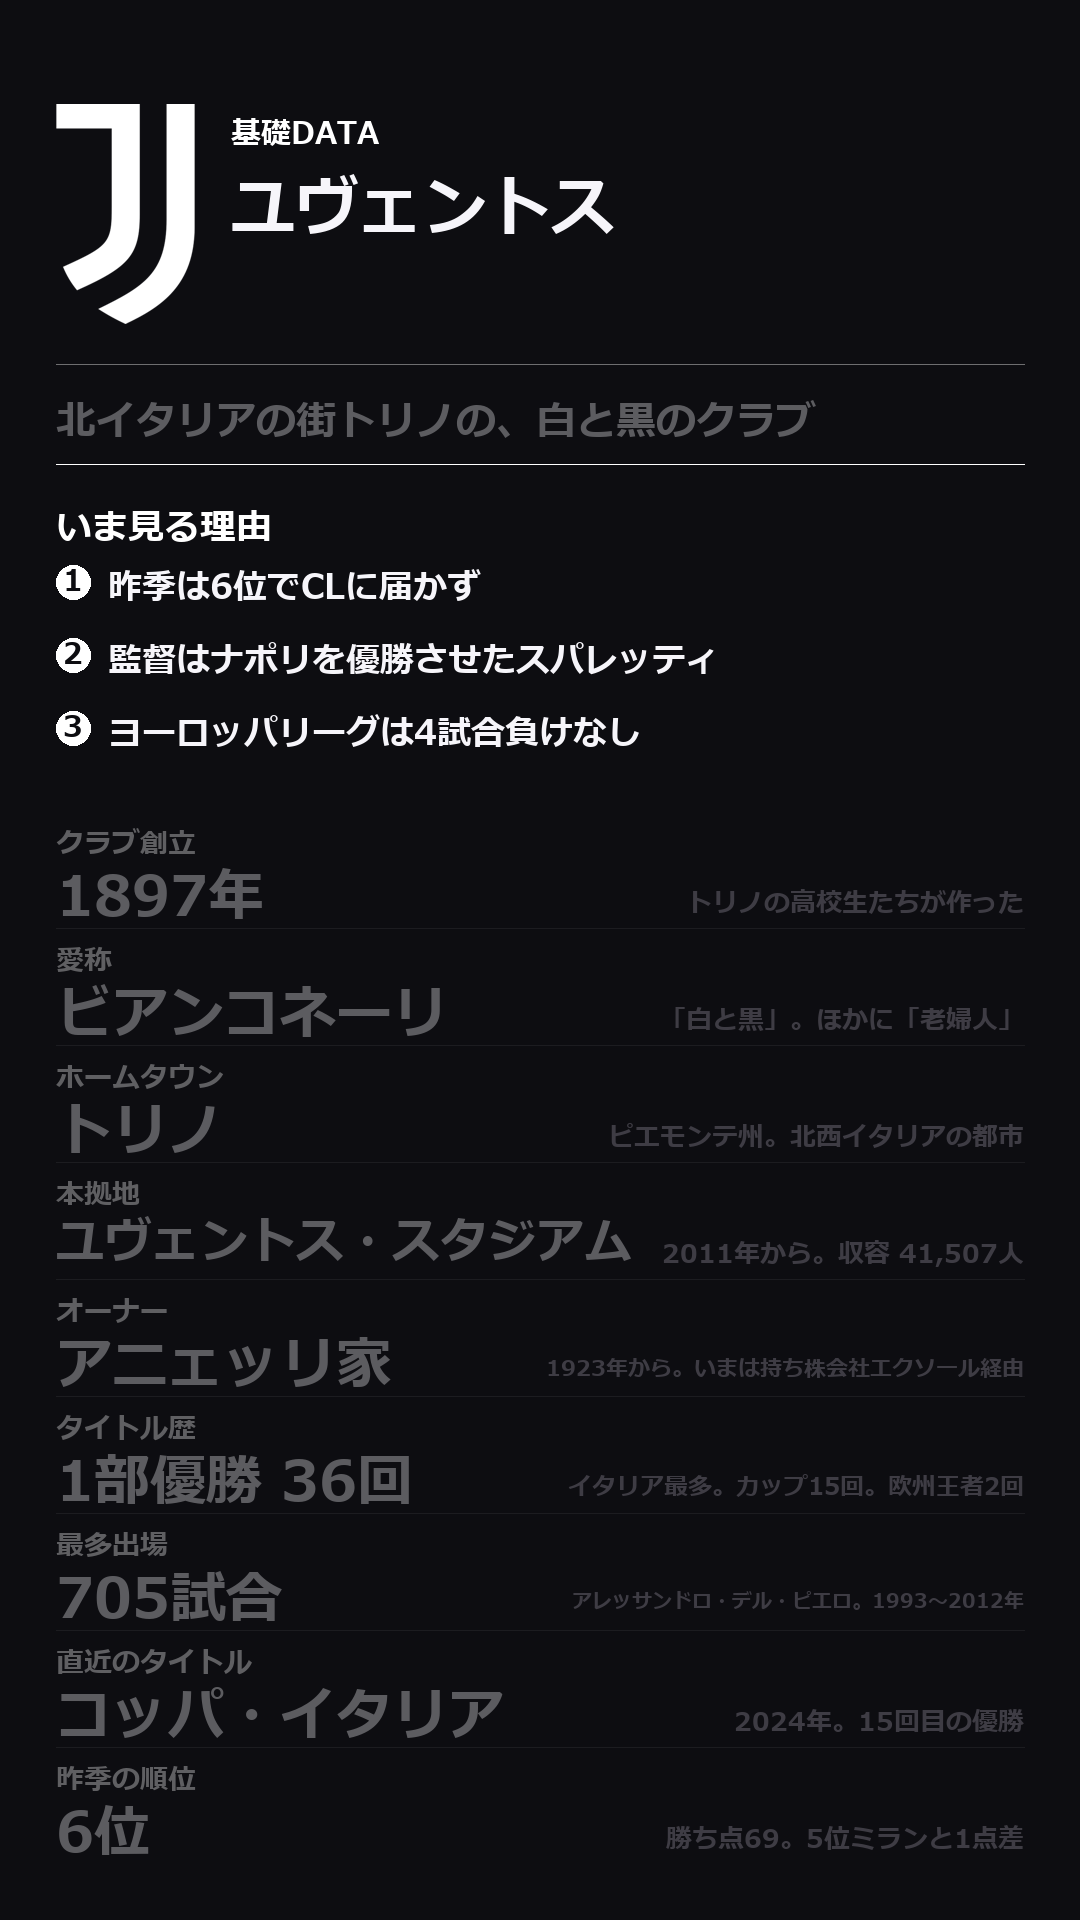 基礎DATA
ユヴェントス
北イタリアの街トリノの、白と黒のクラブ
いま見る理由
❶ 昨季は6位でCLに届かず
❷ 監督はナポリを優勝させたスパレッティ
❸ ヨーロッパリーグは4試合負けなし
クラブ創立
1897年 トリノの高校生たちが作った
愛称
ビアンコネーリ 「白と黒」。ほかに「老婦人」
ホームタウン
トリノ ピエモンテ州。北西イタリアの都市
本拠地
ユヴェントス・スタジアム 2011年から。収容 41,507人
オーナー
アニェッリ家 1923年から。いまは持ち株会社エクソール経由
タイトル歴
1部優勝 36回 イタリア最多。カップ15回。欧州王者2回
最多出場
705試合 アレッサンドロ・デル・ピエロ。1993〜2012年
直近のタイトル
コッパ・イタリア 2024年。15回目の優勝
昨季の順位
6位 勝ち点69。5位ミランと1点差